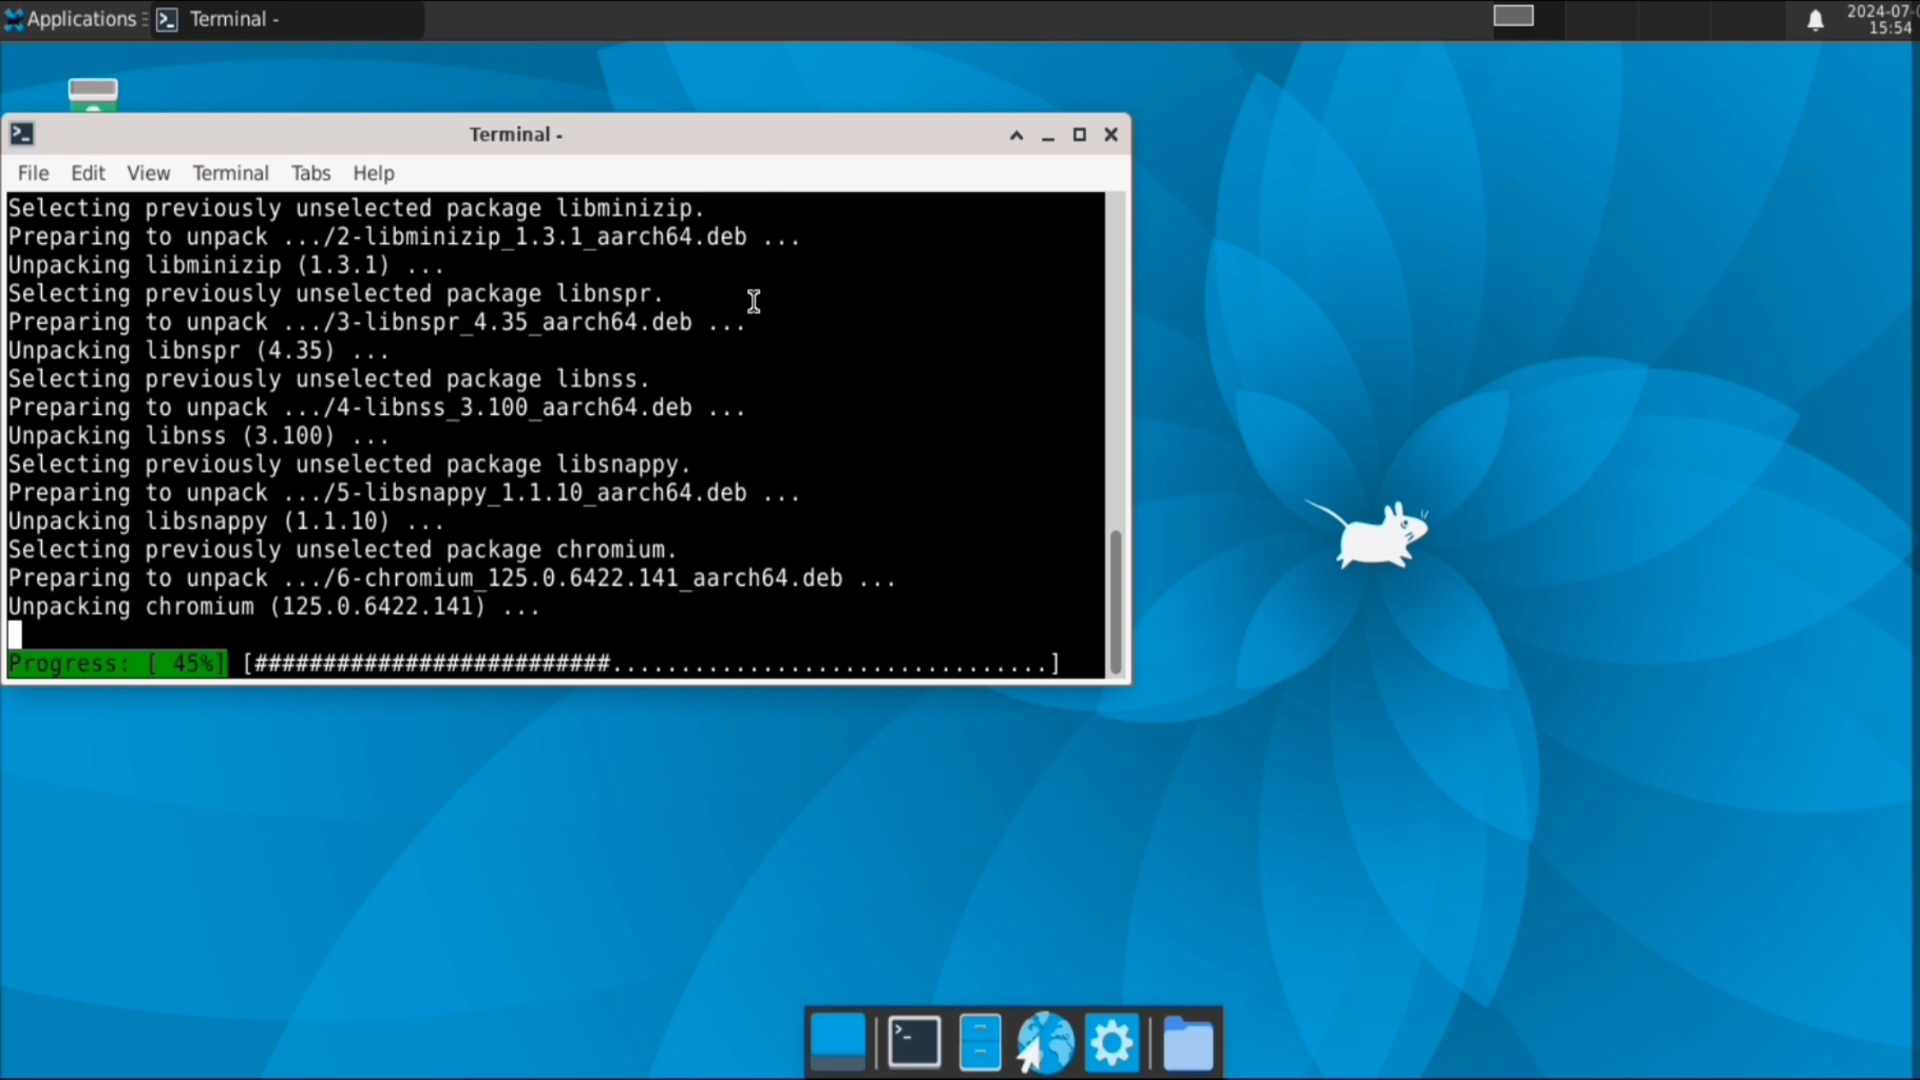 Applications
Terminal -
2024-07-
15:54
Terminal -
File Edit View Terminal Tabs Help
Selecting previously unselected package libminizip.
Preparing to unpack .../2-libminizip_1.3.1_aarch64.deb ...
Unpacking libminizip (1.3.1) ...
Selecting previously unselected package libnspr.
Preparing to unpack .../3-libnspr_4.35_aarch64.deb ...
Unpacking libnspr (4.35) ...
Selecting previously unselected package libnss.
Preparing to unpack .../4-libnss_3.100_aarch64.deb ...
Unpacking libnss (3.100) ...
Selecting previously unselected package libsnappy.
Preparing to unpack .../5-libsnappy_1.1.10_aarch64.deb ...
Unpacking libsnappy (1.1.10) ...
Selecting previously unselected package chromium.
Preparing to unpack .../6-chromium_125.0.6422.141_aarch64.deb ...
Unpacking chromium (125.0.6422.141) ...
Progress: [ 45%] [##########################................................]